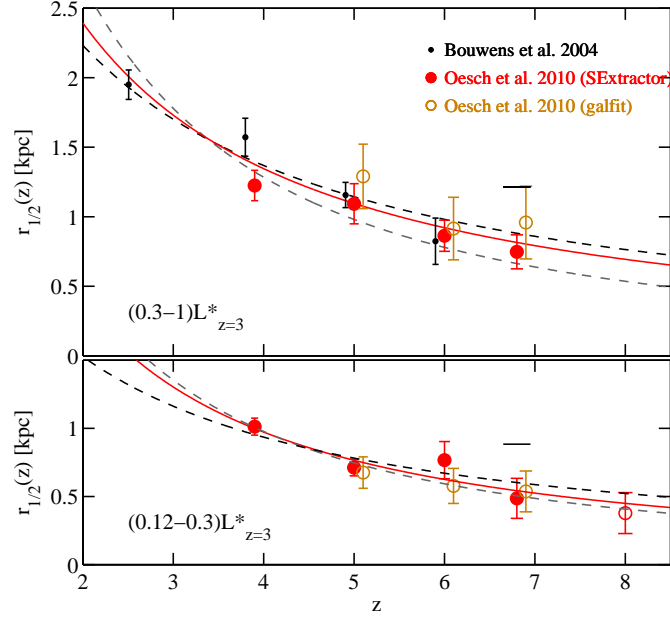 2.5
2
1.5
1
0.5
0
r1/2(z) [kpc]
Bouwens et al. 2004
Oesch et al. 2010 (SExtractor)
Oesch et al. 2010 (galfit)
(0.3−1)L*z=3
1
0.5
0
r1/2(z) [kpc]
(0.12−0.3)L*z=3
2 3 4 5 6 7 8
z